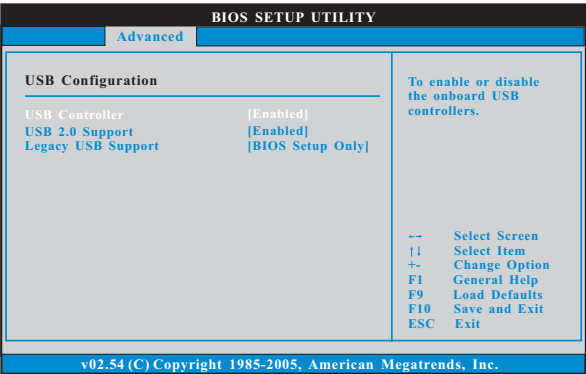 BIOS SETUP UTILITY
Advanced
USB Configuration
USB Controller [Enabled]
USB 2.0 Support [Enabled]
Legacy USB Support [BIOS Setup Only]
To enable or disable
the onboard USB
controllers.
←→ Select Screen
↑↓ Select Item
+- Change Option
F1 General Help
F9 Load Defaults
F10 Save and Exit
ESC Exit
v02.54 (C) Copyright 1985-2005, American Megatrends, Inc.